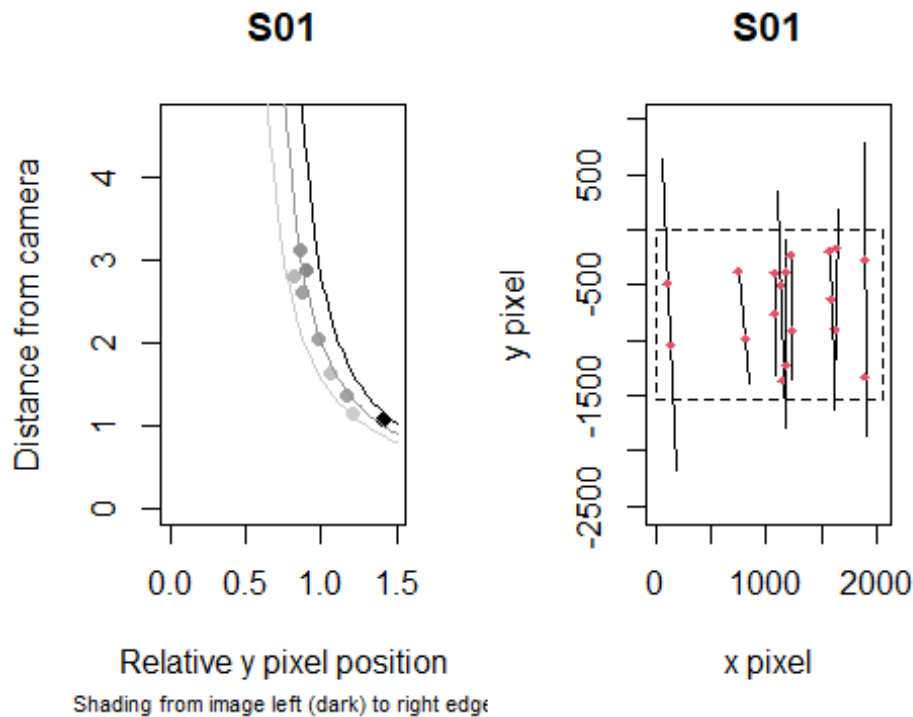 S01
Distance from camera
4
3
2
1
0
0.0 0.5 1.0 1.5
Relative y pixel position
Shading from image left (dark) to right edge
S01
y pixel
500
-500
-1500
-2500
0 1000 2000
x pixel